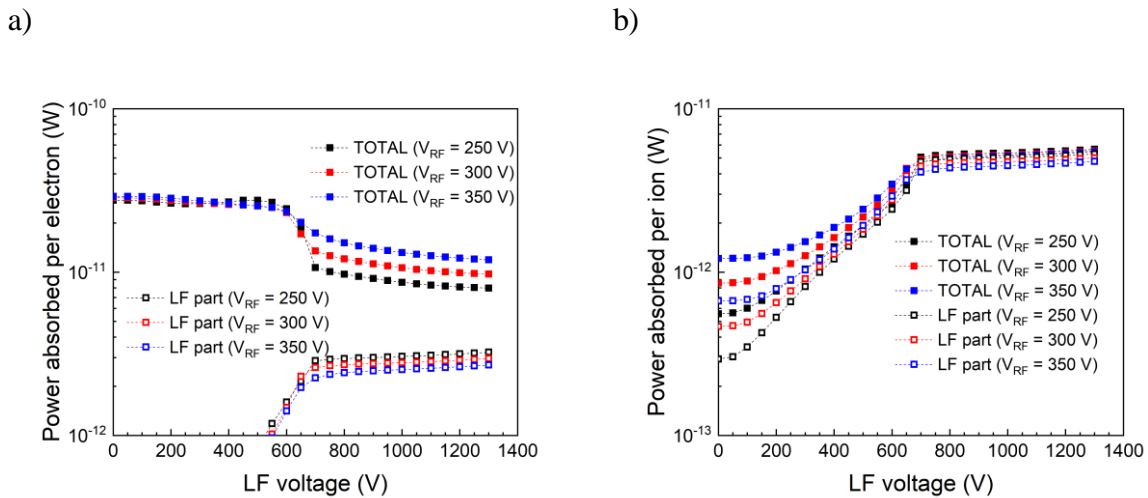 a)
b)
Power absorbed per electron (W)
10^-10
10^-11
10^-12
TOTAL (V_RF = 250 V)
TOTAL (V_RF = 300 V)
TOTAL (V_RF = 350 V)
LF part (V_RF = 250 V)
LF part (V_RF = 300 V)
LF part (V_RF = 350 V)
0 200 400 600 800 1000 1200 1400
LF voltage (V)
Power absorbed per ion (W)
10^-11
10^-12
10^-13
TOTAL (V_RF = 250 V)
TOTAL (V_RF = 300 V)
TOTAL (V_RF = 350 V)
LF part (V_RF = 250 V)
LF part (V_RF = 300 V)
LF part (V_RF = 350 V)
0 200 400 600 800 1000 1200 1400
LF voltage (V)